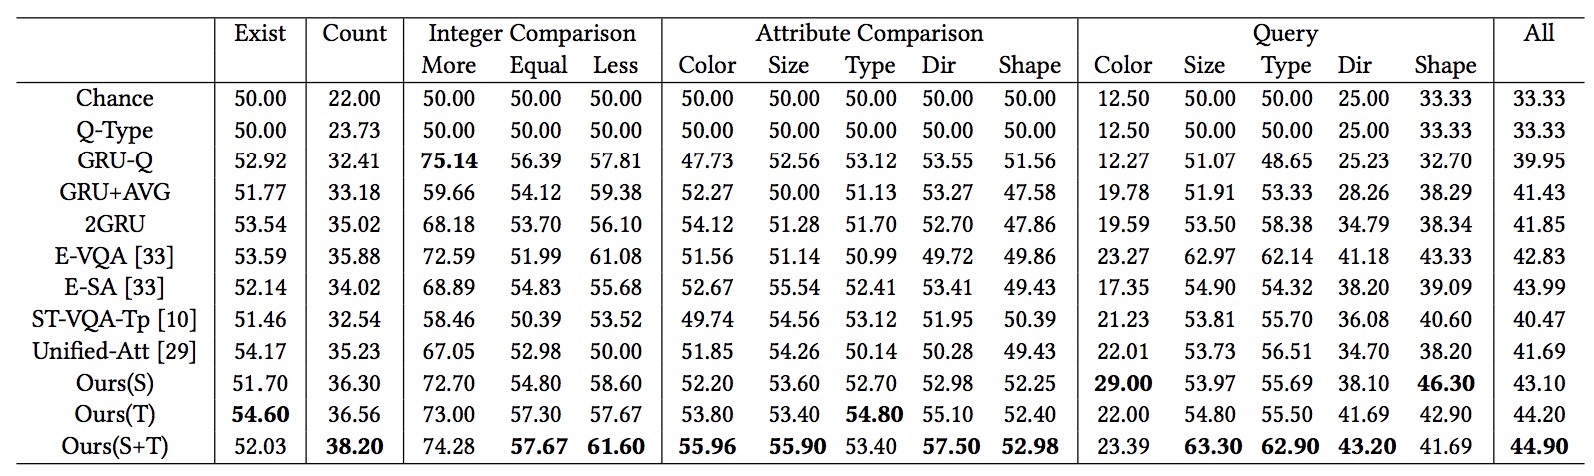 Exist Count Integer Comparison Attribute Comparison Query All
More Equal Less Color Size Type Dir Shape Color Size Type Dir Shape
Chance 50.00 22.00 50.00 50.00 50.00 50.00 50.00 50.00 50.00 50.00 12.50 50.00 50.00 25.00 33.33 33.33
Q-Type 50.00 23.73 50.00 50.00 50.00 50.00 50.00 50.00 50.00 50.00 12.50 50.00 50.00 25.00 33.33 33.33
GRU-Q 52.92 32.41 75.14 56.39 57.81 47.73 52.56 53.12 53.55 51.56 12.27 51.07 48.65 25.23 32.70 39.95
GRU+AVG 51.77 33.18 59.66 54.12 59.38 52.27 50.00 51.13 53.27 47.58 19.78 51.91 53.33 28.26 38.29 41.43
2GRU 53.54 35.02 68.18 53.70 56.10 54.12 51.28 51.70 52.70 47.86 19.59 53.50 58.38 34.79 38.34 41.85
E-VQA [33] 53.59 35.88 72.59 51.99 61.08 51.56 51.14 50.99 49.72 49.86 23.27 62.97 62.14 41.18 43.33 42.83
E-SA [33] 52.14 34.02 68.89 54.83 55.68 52.67 55.54 52.41 53.41 49.43 17.35 54.90 54.32 38.20 39.09 43.99
ST-VQA-Tp [10] 51.46 32.54 58.46 50.39 53.52 49.74 54.56 53.12 51.95 50.39 21.23 53.81 55.70 36.08 40.60 40.47
Unified-Att [29] 54.17 35.23 67.05 52.98 50.00 51.85 54.26 50.14 50.28 49.43 22.01 53.73 56.51 34.70 38.20 41.69
Ours(S) 51.70 36.30 72.70 54.80 58.60 52.20 53.60 52.70 52.98 52.25 29.00 53.97 55.69 38.10 46.30 43.10
Ours(T) 54.60 36.56 73.00 57.30 57.67 53.80 53.40 54.80 55.10 52.40 22.00 54.80 55.50 41.69 42.90 44.20
Ours(S+T) 52.03 38.20 74.28 57.67 61.60 55.96 55.90 53.40 57.50 52.98 23.39 63.30 62.90 43.20 41.69 44.90